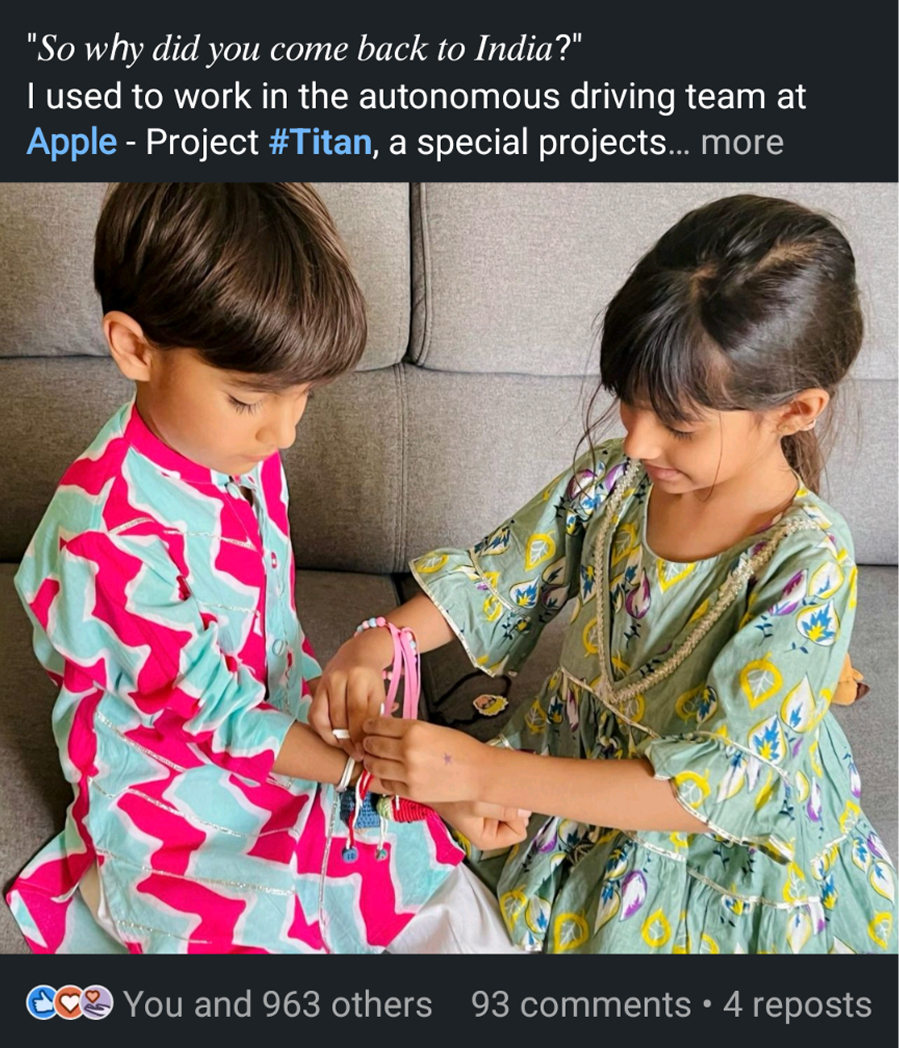 "So why did you come back to India?"
I used to work in the autonomous driving team at
Apple - Project #Titan, a special projects... more
You and 963 others 93 comments • 4 reposts